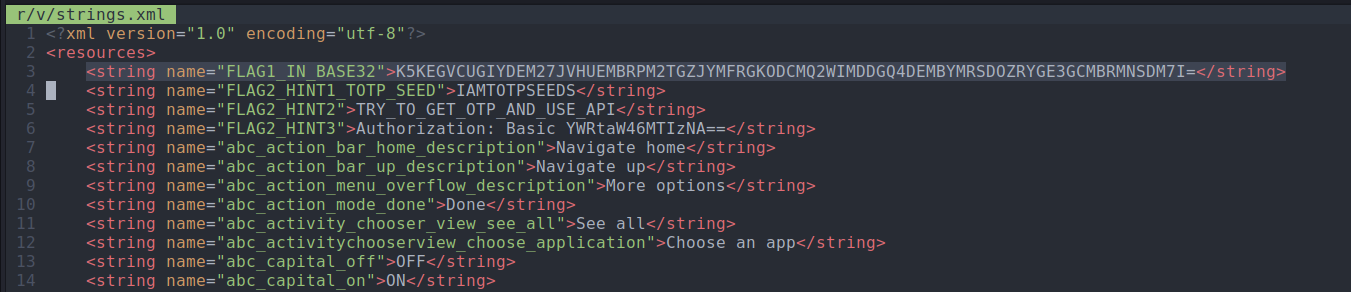 r/v/strings.xml
1 <?xml version="1.0" encoding="utf-8"?>
2 <resources>
3 <string name="FLAG1_IN_BASE32">K5KEGVCUGIYDEM27JVHUEMBRPM2TGZJYMFRGKODCMQ2WIMDDGQ4DEMBYMRSDOZRYGE3GCMBRMNSDM7I=</string>
4 <string name="FLAG2_HINT1_TOTP_SEED">IAMTOTPSEEDS</string>
5 <string name="FLAG2_HINT2">TRY_TO_GET_OTP_AND_USE_API</string>
6 <string name="FLAG2_HINT3">Authorization: Basic YWRtaW46MTIzNA==</string>
7 <string name="abc_action_bar_home_description">Navigate home</string>
8 <string name="abc_action_bar_up_description">Navigate up</string>
9 <string name="abc_action_menu_overflow_description">More options</string>
10 <string name="abc_action_mode_done">Done</string>
11 <string name="abc_activity_chooser_view_see_all">See all</string>
12 <string name="abc_activitychooserview_choose_application">Choose an app</string>
13 <string name="abc_capital_off">OFF</string>
14 <string name="abc_capital_on">ON</string>